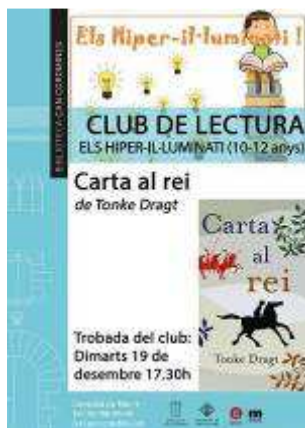 Els Hiper-il·luminati !
CLUB DE LECTURA
ELS HIPER-IL·LUMINATI (10-12 anys)
Carta al rei
de Tonke Dragt
Carta
al
rei
Tonke Dragt
Trobada del club:
Dimarts 19 de
desembre 17.30h